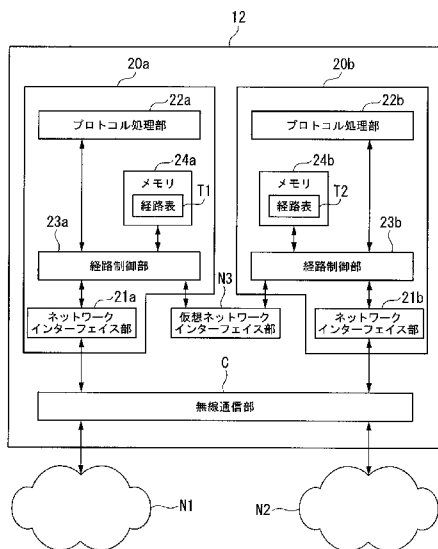 12
20a
20b
22a
22b
プロトコル処理部
プロトコル処理部
24a
24b
メモリ
T1
メモリ
T2
経路表
経路表
23a
23b
経路制御部
N3
経路制御部
21a
21b
ネットワーク
インターフェイス部
仮想ネットワーク
インターフェイス部
ネットワーク
インターフェイス部
C
無線通信部
N1
N2